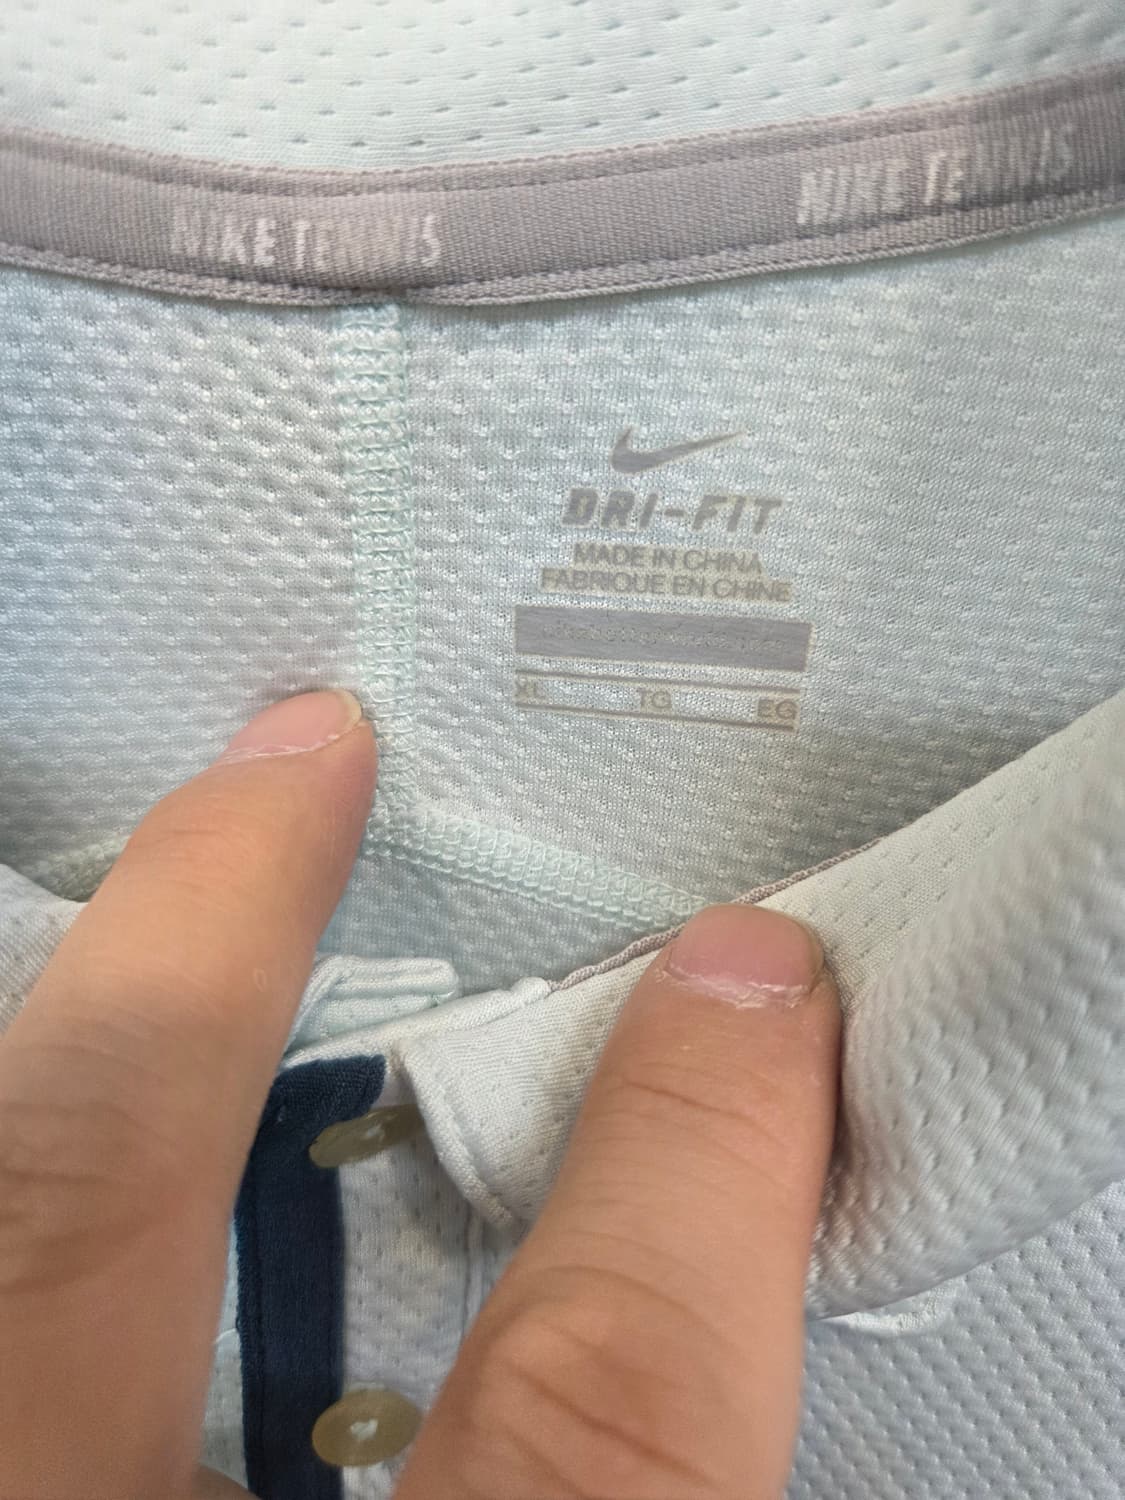 NIKE TENNIS
NIKE TENNIS
DRI-FIT
MADE IN CHINA
FABRIQUE EN CHINE
XL TG EG